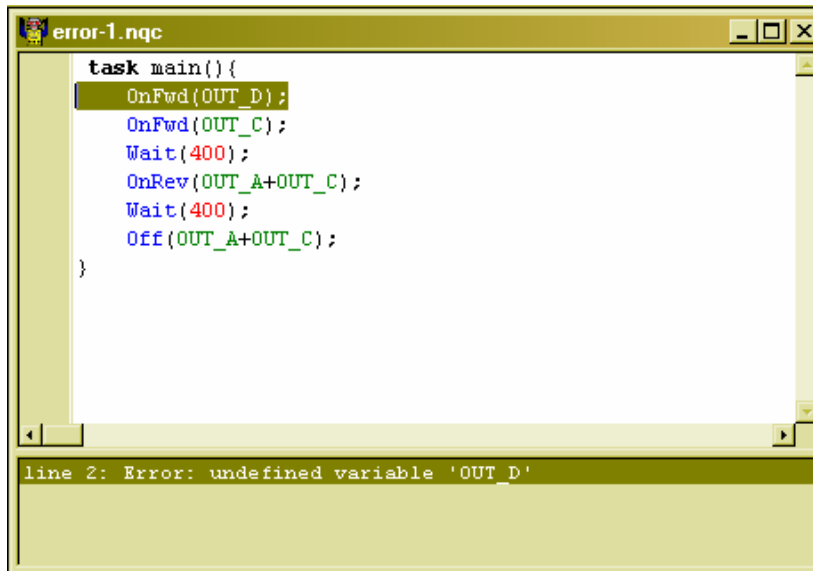 error-1.nqc
task main(){
OnFwd(OUT_D);
OnFwd(OUT_C);
Wait(400);
OnRev(OUT_A+OUT_C);
Wait(400);
Off(OUT_A+OUT_C);
}
line 2: Error: undefined variable 'OUT_D'